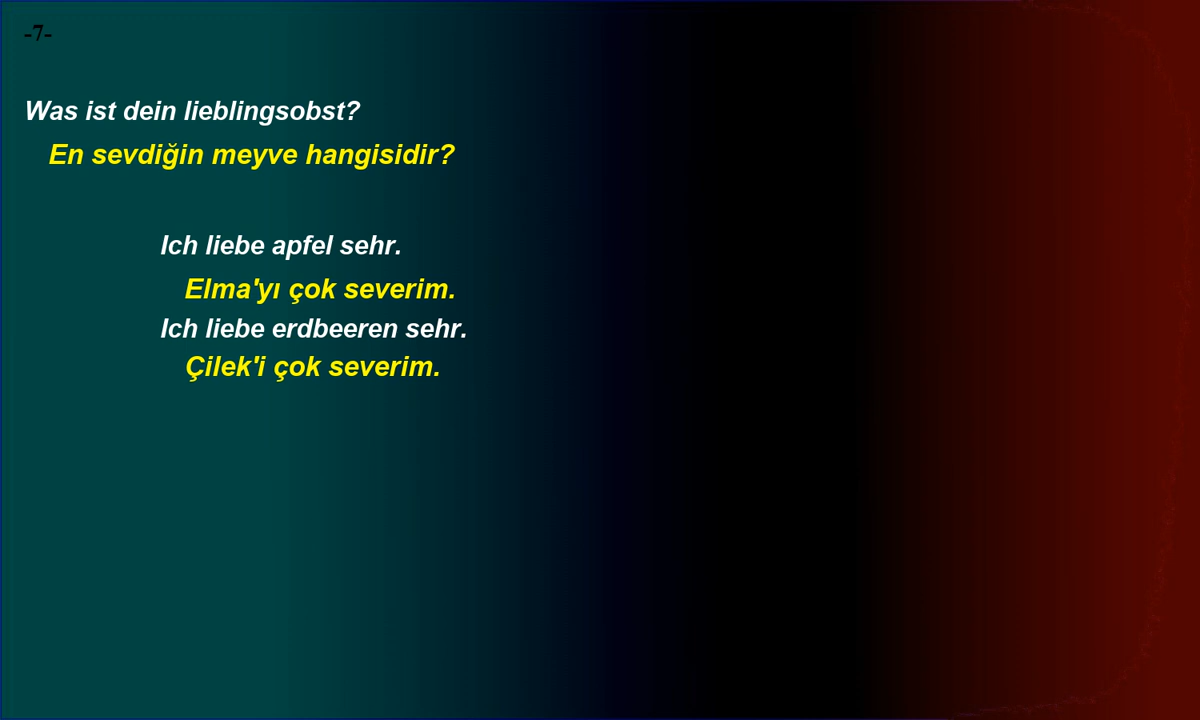 -7-
Was ist dein lieblingsobst?
En sevdiğin meyve hangisidir?
Ich liebe apfel sehr.
Elma'yı çok severim.
Ich liebe erdbeeren sehr.
Çilek'i çok severim.